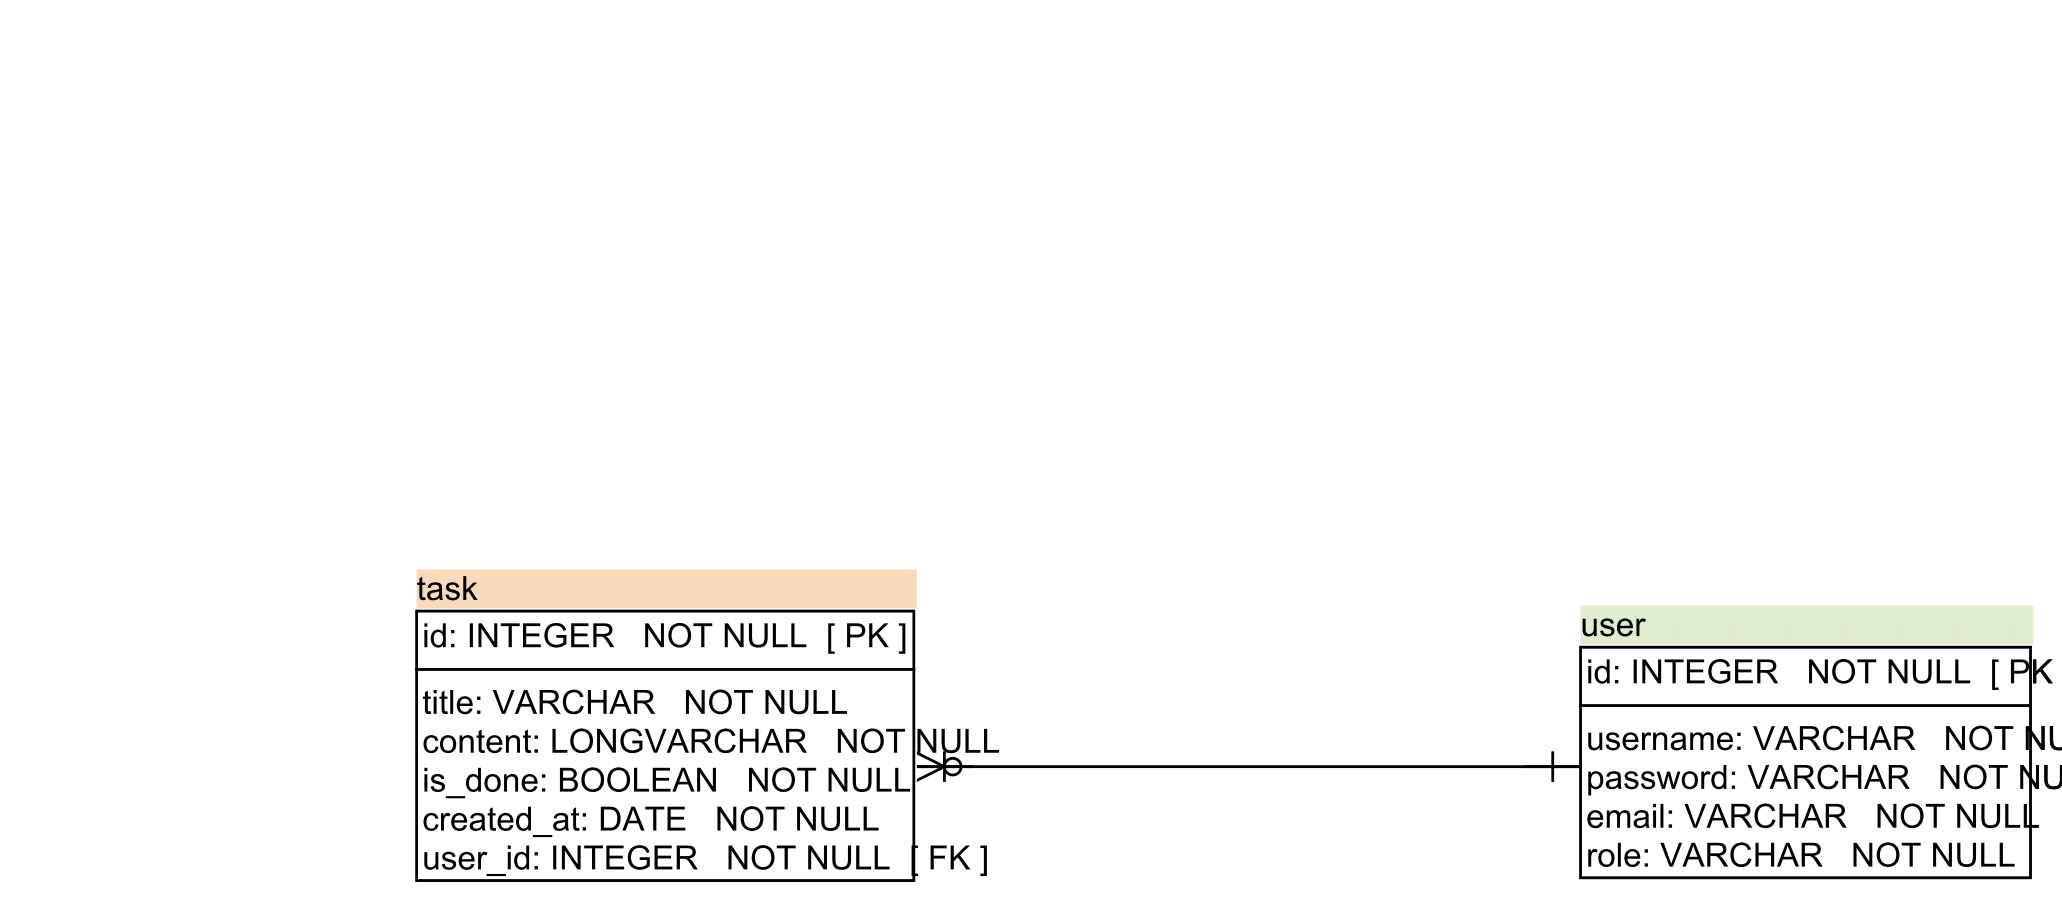 task
id: INTEGER NOT NULL [ PK ]
title: VARCHAR NOT NULL
content: LONGVARCHAR NOT NULL
is_done: BOOLEAN NOT NULL
created_at: DATE NOT NULL
user_id: INTEGER NOT NULL [ FK ]
user
id: INTEGER NOT NULL [ PK
username: VARCHAR NOT NU
password: VARCHAR NOT NU
email: VARCHAR NOT NULL
role: VARCHAR NOT NULL